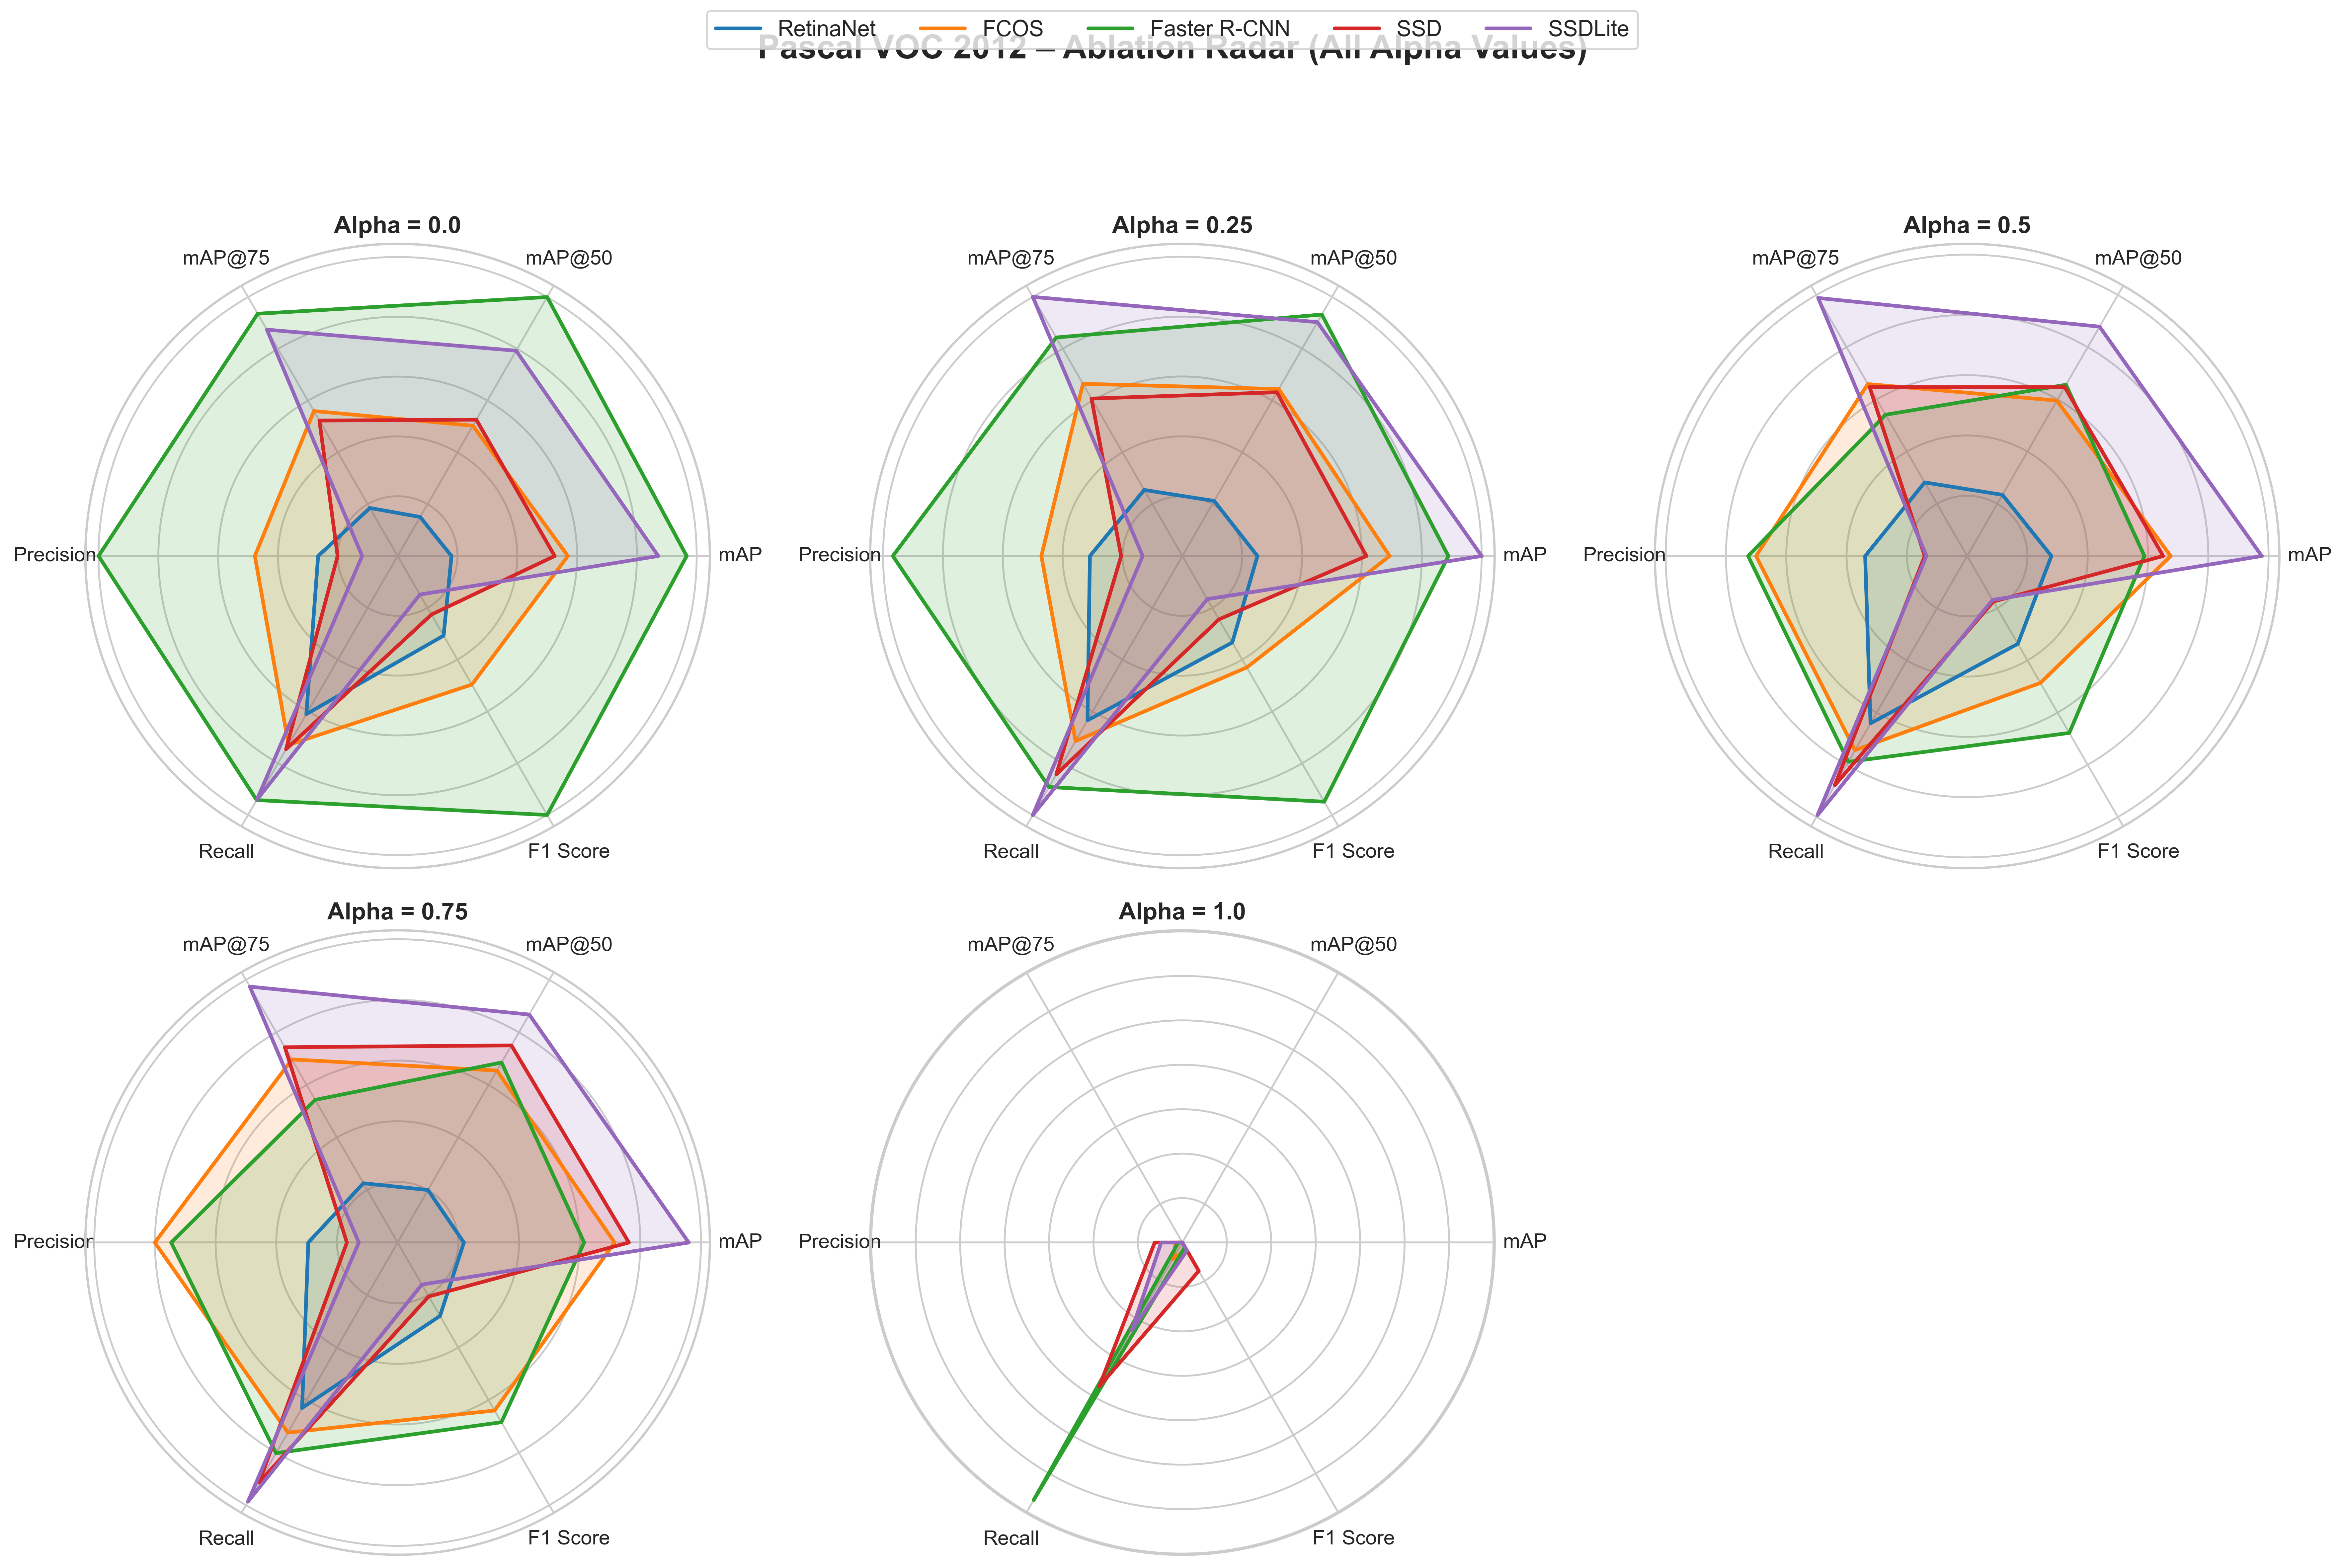 RetinaNet FCOS Faster R-CNN SSD SSDLite
Pascal VOC 2012 – Ablation Radar (All Alpha Values)
Alpha = 0.0
mAP@75
mAP@50
Precision
mAP
Recall
F1 Score
Alpha = 0.25
mAP@75
mAP@50
Precision
mAP
Recall
F1 Score
Alpha = 0.5
mAP@75
mAP@50
Precision
mAP
Recall
F1 Score
Alpha = 0.75
mAP@75
mAP@50
Precision
mAP
Recall
F1 Score
Alpha = 1.0
mAP@75
mAP@50
Precision
mAP
Recall
F1 Score